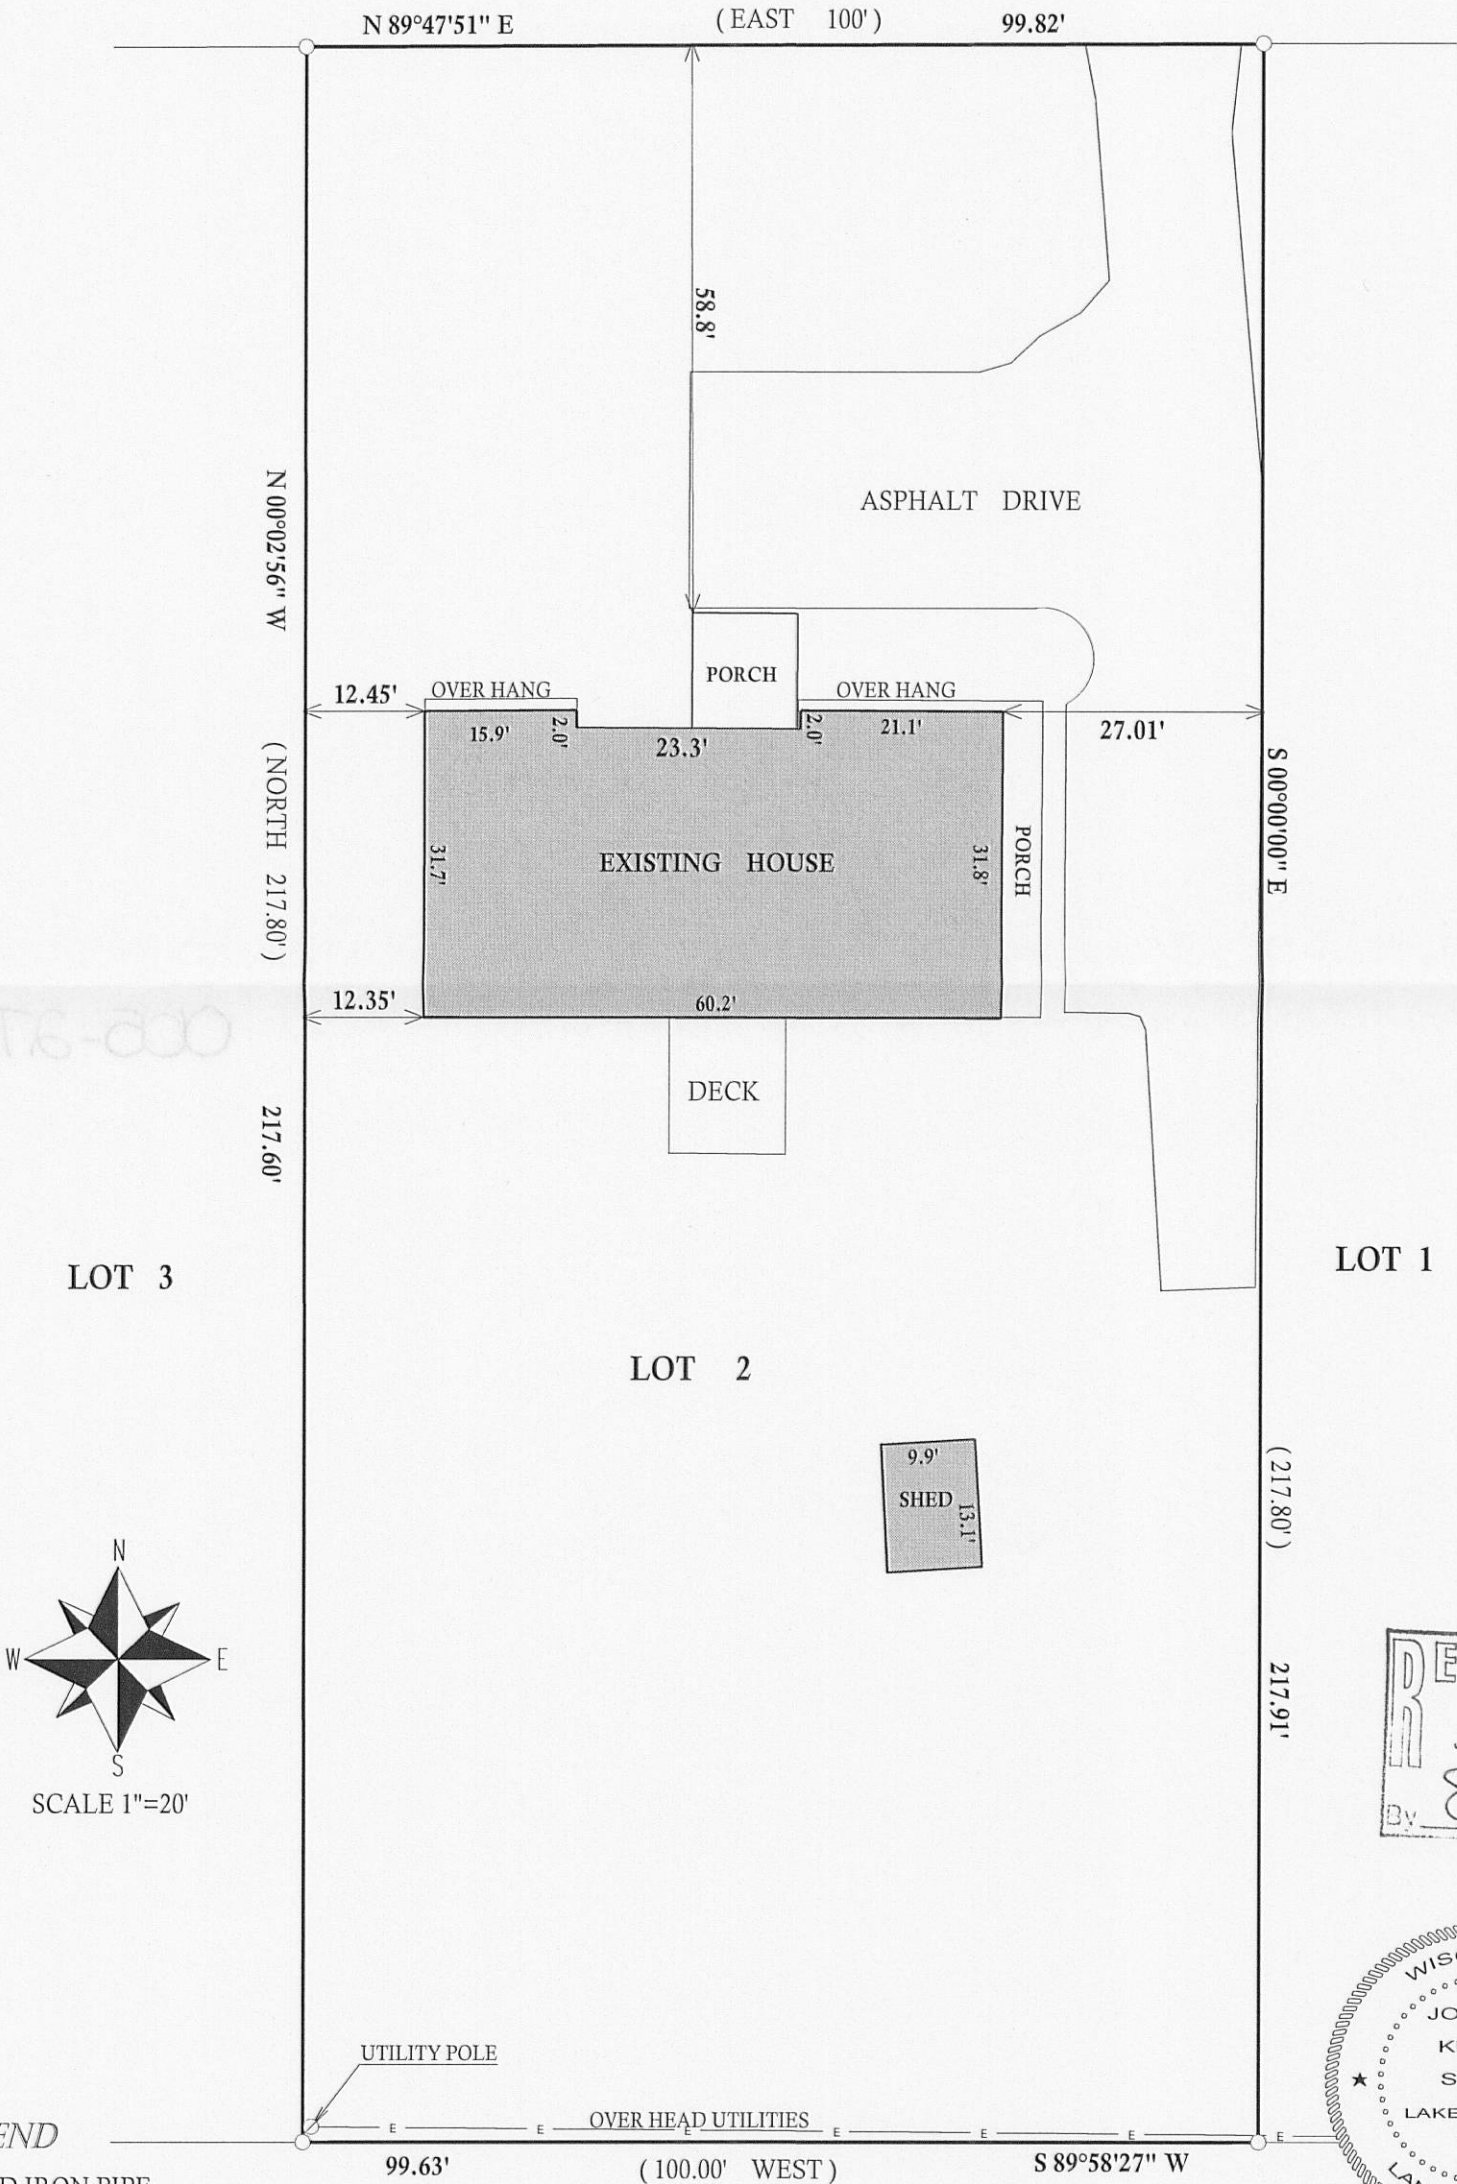 N 89°47'51" E
( EAST 100' )
99.82'
58.8'
ASPHALT DRIVE
N 00°02'56" W
( NORTH 217.80' )
217.60'
PORCH
12.45'
OVER HANG
OVER HANG
15.9'
2.0'
23.3'
2.0'
21.1'
27.01'
S 00°00'00" E
31.7'
EXISTING HOUSE
31.8'
PORCH
12.35'
60.2'
DECK
LOT 3
LOT 1
LOT 2
9.9'
SHED
13.1'
( 217.80' )
217.91'
N
W
E
S
SCALE 1"=20'
By
UTILITY POLE
OVER HEAD UTILITIES
E
E
E
E
E
E
E
99.63'
( 100.00' WEST )
S 89°58'27" W
IRON PIPE